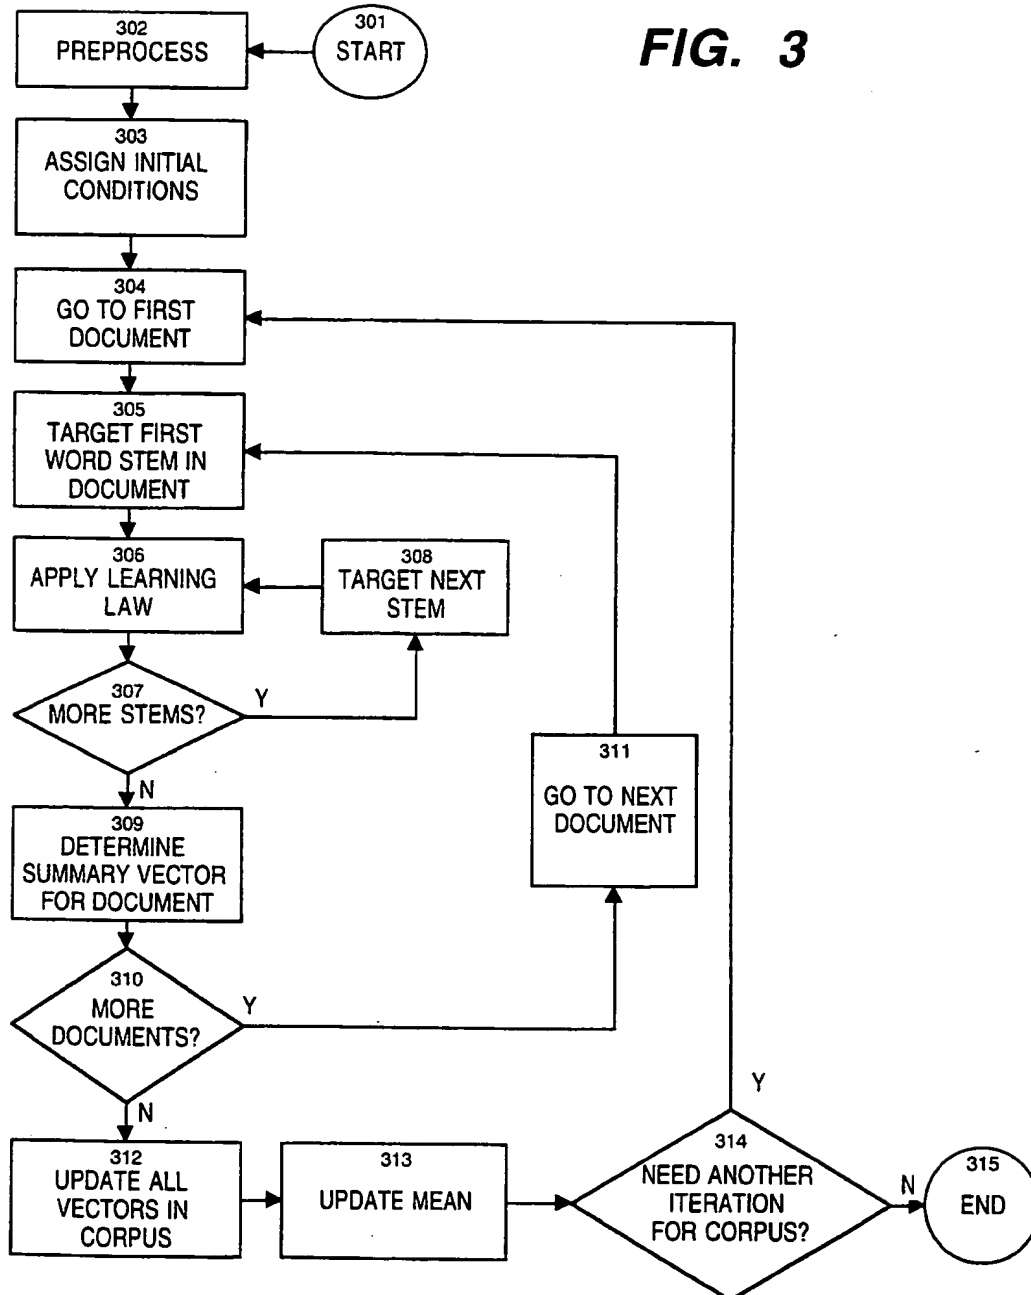 FIG. 3
301
START
302
PREPROCESS
303
ASSIGN INITIAL
CONDITIONS
304
GO TO FIRST
DOCUMENT
305
TARGET FIRST
WORD STEM IN
DOCUMENT
306
APPLY LEARNING
LAW
308
TARGET NEXT
STEM
307
MORE STEMS?
Y
N
309
DETERMINE
SUMMARY VECTOR
FOR DOCUMENT
311
GO TO NEXT
DOCUMENT
310
MORE
DOCUMENTS?
Y
N
312
UPDATE ALL
VECTORS IN
CORPUS
313
UPDATE MEAN
314
NEED ANOTHER
ITERATION
FOR CORPUS?
Y
N
315
END